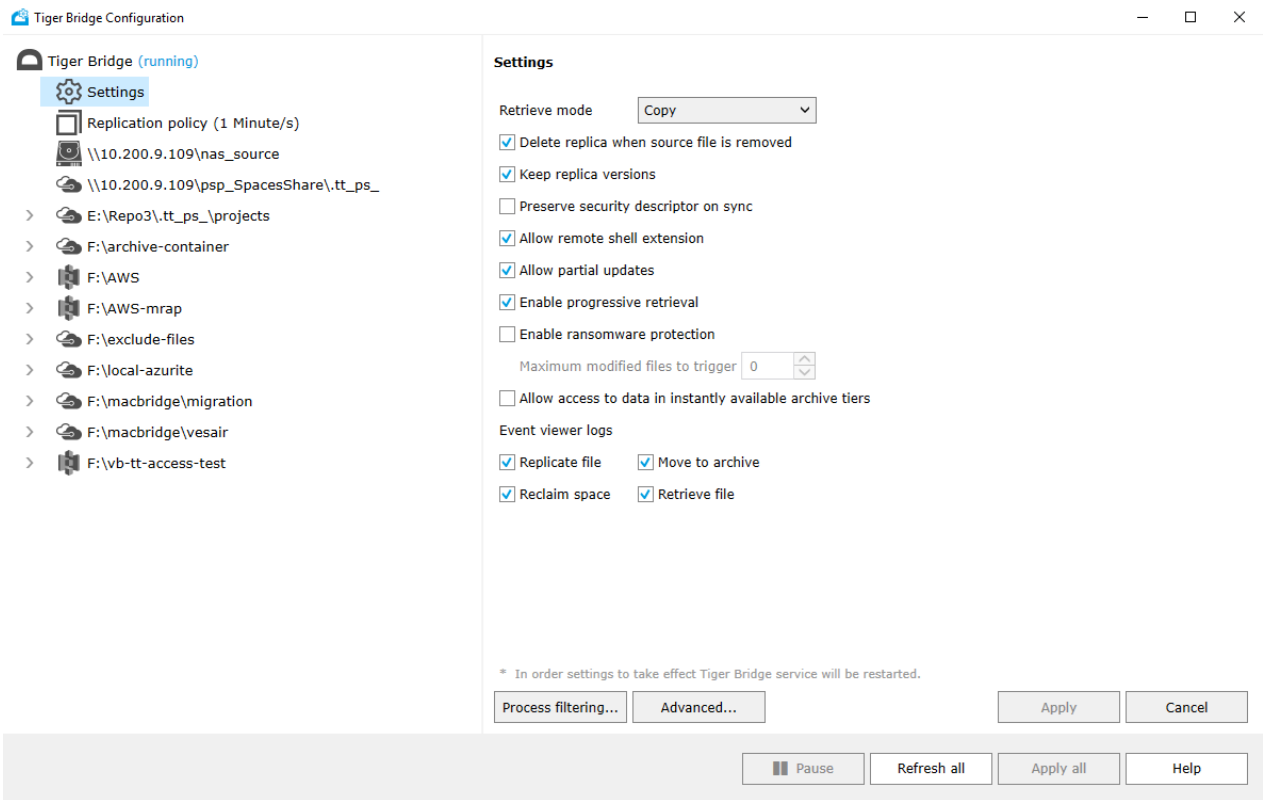 Tiger Bridge Configuration
Tiger Bridge (running)
Settings
Replication policy (1 Minute/s)
\\10.200.9.109\nas_source
\\10.200.9.109\psp_SpacesShare\.tt_ps_
E:\Repo3\.tt_ps_\projects
F:\archive-container
F:\AWS
F:\AWS-mrap
F:\exclude-files
F:\local-azurite
F:\macbridge\migration
F:\macbridge\vesair
F:\vb-tt-access-test
Settings
Retrieve mode Copy
Delete replica when source file is removed
Keep replica versions
Preserve security descriptor on sync
Allow remote shell extension
Allow partial updates
Enable progressive retrieval
Enable ransomware protection
Maximum modified files to trigger 0
Allow access to data in instantly available archive tiers
Event viewer logs
Replicate file Move to archive
Reclaim space Retrieve file
* In order settings to take effect Tiger Bridge service will be restarted.
Process filtering... Advanced... Apply Cancel
Pause Refresh all Apply all Help